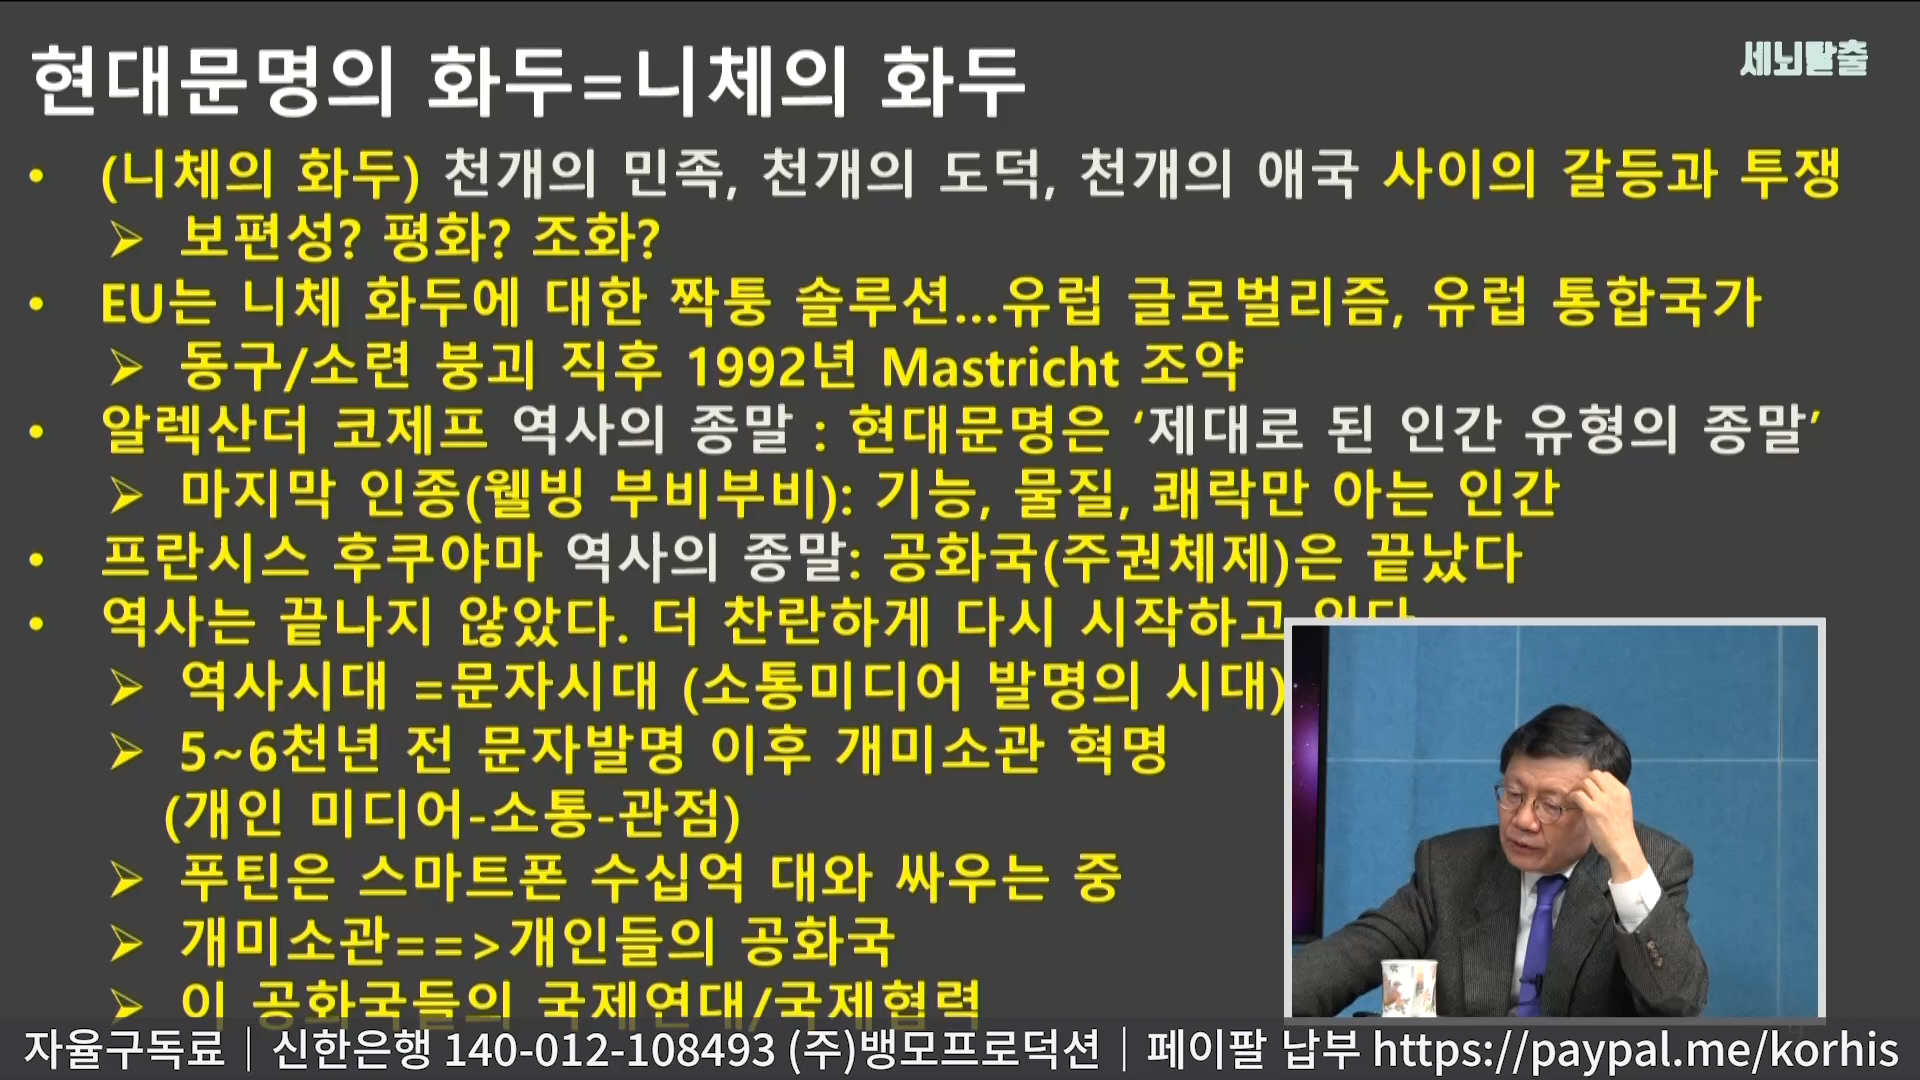 현대문명의 화두=니체의 화두
세뇌탈출
• (니체의 화두) 천개의 민족, 천개의 도덕, 천개의 애국 사이의 갈등과 투쟁
➢ 보편성? 평화? 조화?
• EU는 니체 화두에 대한 짝퉁 솔루션...유럽 글로벌리즘, 유럽 통합국가
➢ 동구/소련 붕괴 직후 1992년 Mastricht 조약
• 알렉산더 코제프 역사의 종말 : 현대문명은 ‘제대로 된 인간 유형의 종말’
➢ 마지막 인종(웰빙 부비부비): 기능, 물질, 쾌락만 아는 인간
• 프란시스 후쿠야마 역사의 종말: 공화국(주권체제)은 끝났다
• 역사는 끝나지 않았다. 더 찬란하게 다시 시작하고
➢ 역사시대 =문자시대 (소통미디어 발명의 시대)
➢ 5~6천년 전 문자발명 이후 개미소관 혁명
(개인 미디어-소통-관점)
➢ 푸틴은 스마트폰 수십억 대와 싸우는 중
➢ 개미소관==>개인들의 공화국
➢ 이 공화국들의 국제연대/국제협력
자율구독료｜신한은행 140-012-108493 (주)뱅모프로덕션｜페이팔 납부 https://paypal.me/korhis